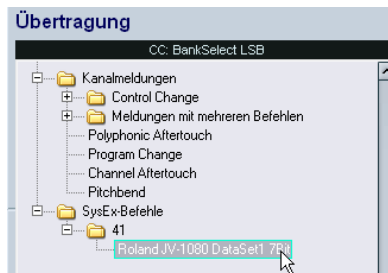 Übertragung
CC: BankSelect LSB
Kanalmeldungen
Control Change
Meldungen mit mehreren Befehlen
Polyphonic Aftertouch
Program Change
Channel Aftertouch
Pitchbend
SysEx-Befehle
41
Roland JV-1080 DataSet1 7Bit